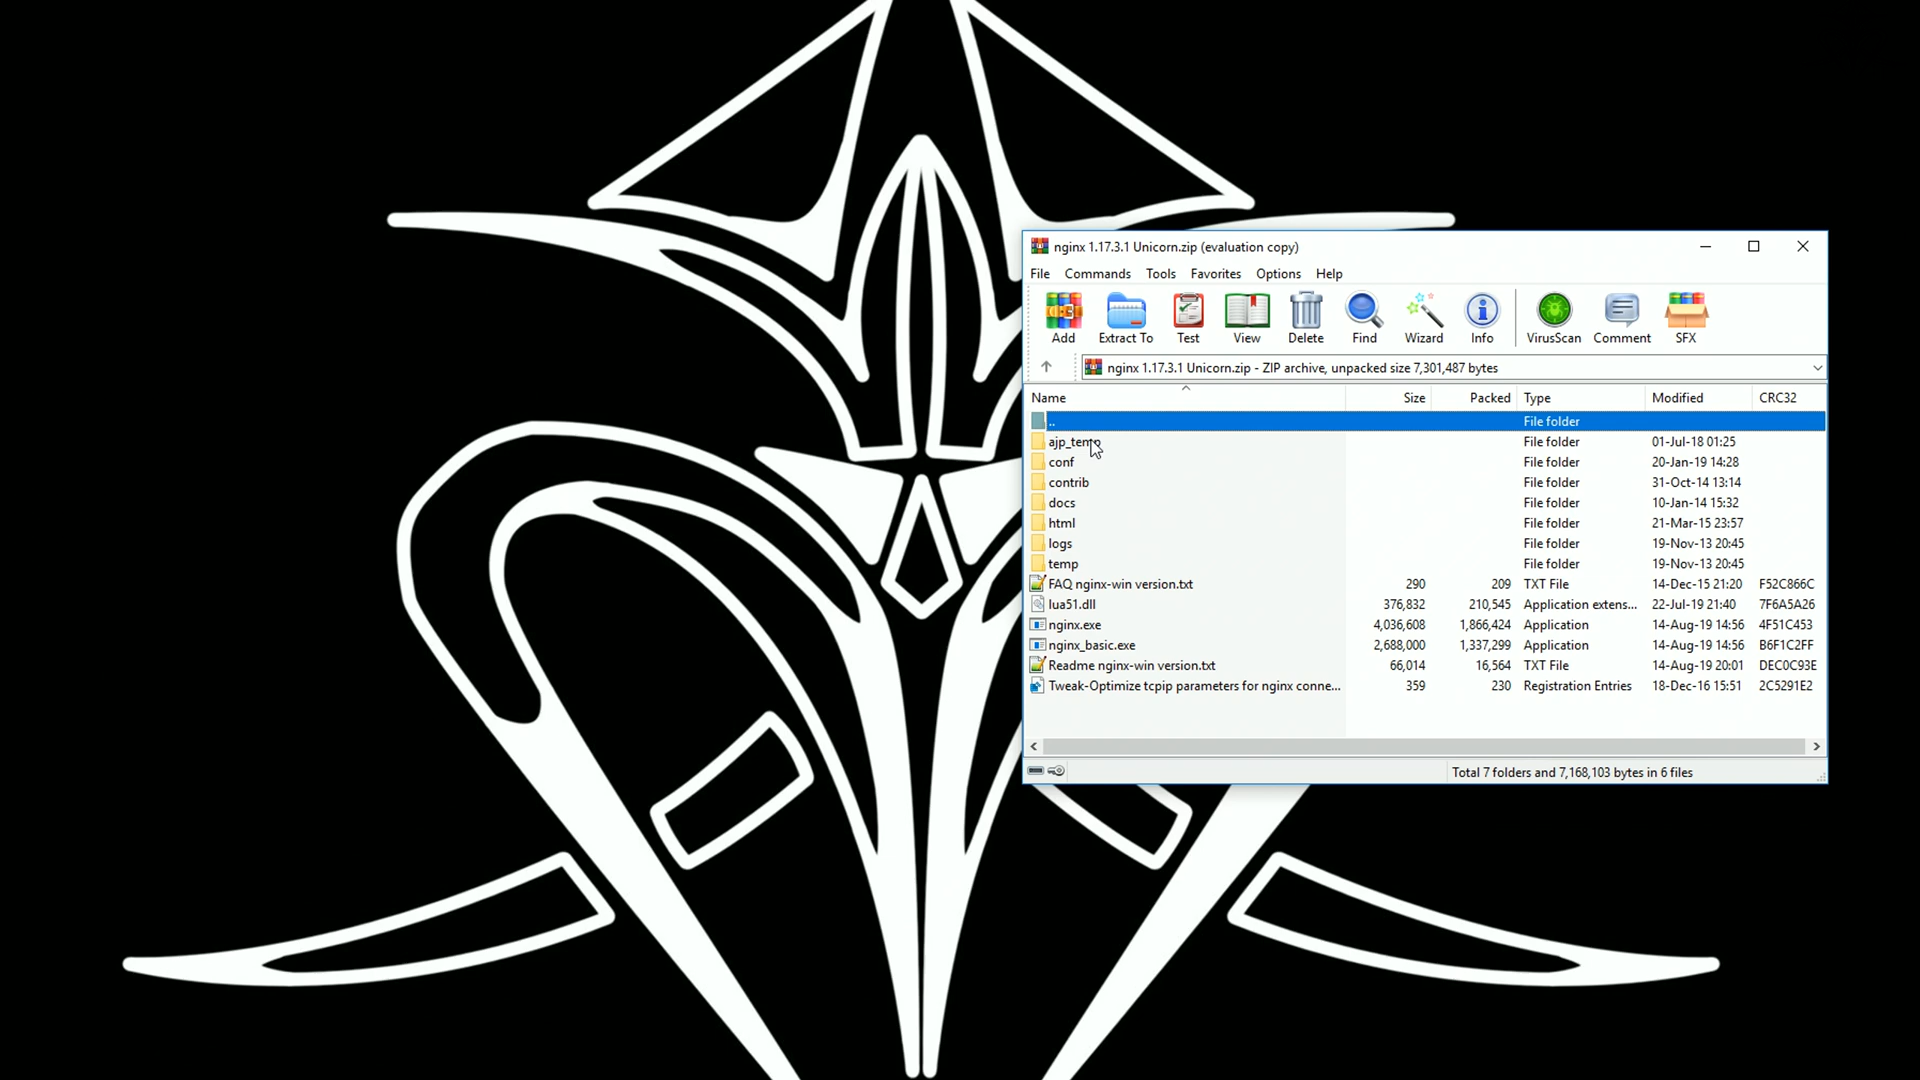 nginx 1.17.3.1 Unicorn.zip (evaluation copy)
File Commands Tools Favorites Options Help
Add Extract To Test View Delete Find Wizard Info VirusScan Comment SFX
nginx 1.17.3.1 Unicorn.zip - ZIP archive, unpacked size 7,301,487 bytes
Name Size Packed Type Modified CRC32
.. File folder
ajp_temp File folder 01-Jul-18 01:25
conf File folder 20-Jan-19 14:28
contrib File folder 31-Oct-14 13:14
docs File folder 10-Jan-14 15:32
html File folder 21-Mar-15 23:57
logs File folder 19-Nov-13 20:45
temp File folder 19-Nov-13 20:45
FAQ nginx-win version.txt 290 209 TXT File 14-Dec-15 21:20 F52C866C
lua51.dll 376,832 210,545 Application extens... 22-Jul-19 21:40 7F6A5A26
nginx.exe 4,036,608 1,866,424 Application 14-Aug-19 14:56 4F51C453
nginx_basic.exe 2,688,000 1,337,299 Application 14-Aug-19 14:56 B6F1C2FF
Readme nginx-win version.txt 66,014 16,564 TXT File 14-Aug-19 20:01 DEC0C93E
Tweak-Optimize tcpip parameters for nginx conne... 359 230 Registration Entries 18-Dec-16 15:51 2C5291E2
Total 7 folders and 7,168,103 bytes in 6 files